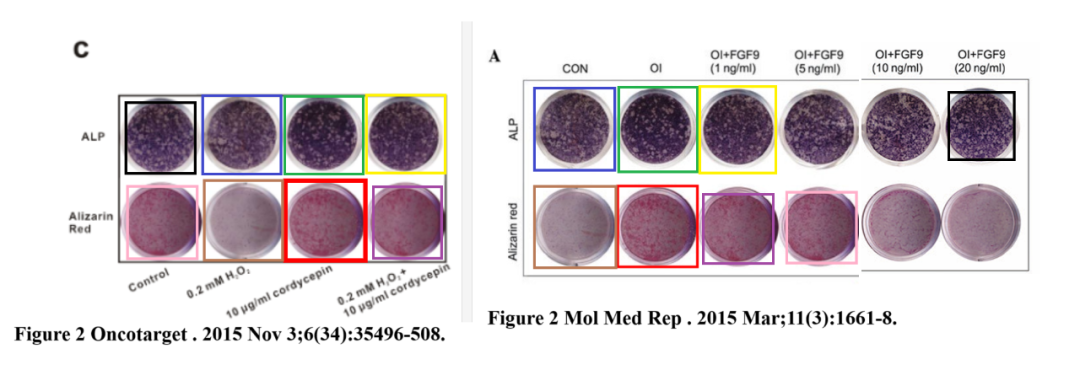 C
ALP
Alizarin
Red
Control
0.2 mM H₂O₂
10 µg/ml cordycepin
0.2 mM H₂O₂+
10 µg/ml cordycepin
Figure 2 Oncotarget . 2015 Nov 3;6(34):35496-508.
A
CON
OI
OI+FGF9
(1 ng/ml)
OI+FGF9
(5 ng/ml)
OI+FGF9
(10 ng/ml)
OI+FGF9
(20 ng/ml)
ALP
Alizarin red
Figure 2 Mol Med Rep . 2015 Mar;11(3):1661-8.